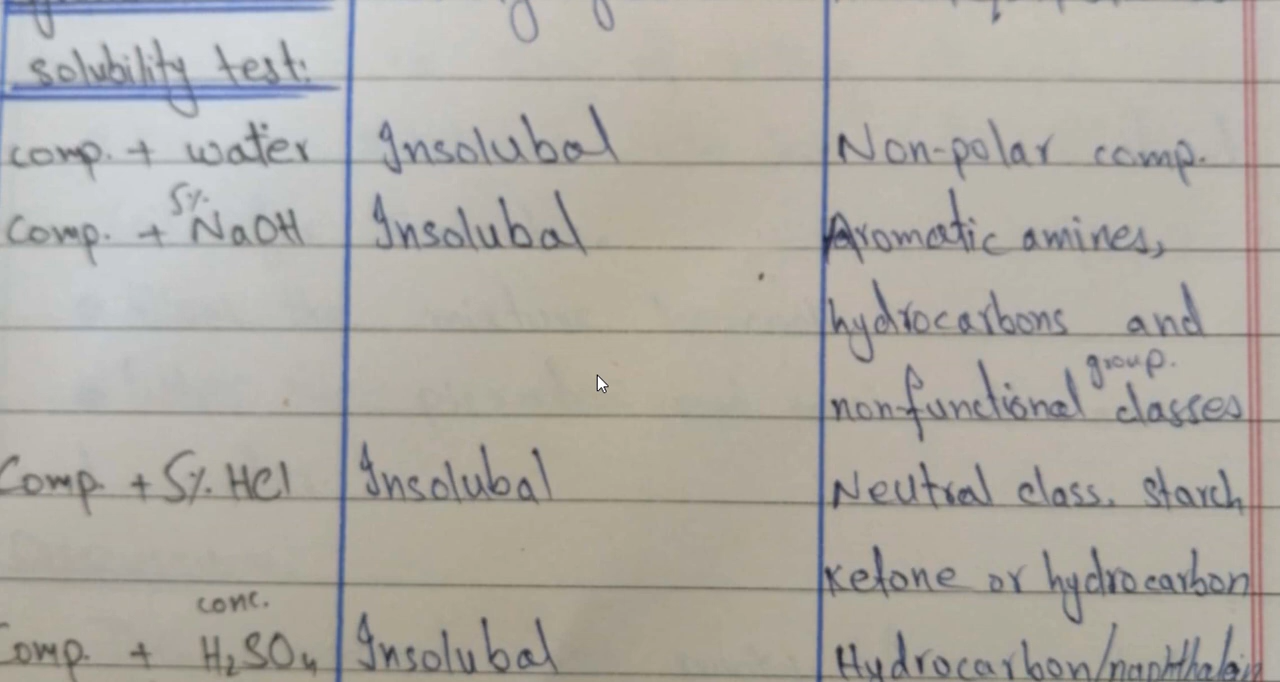 solubility test:
comp. + water Insolubal Non-polar comp.
Comp. + 5% NaOH Insolubal Aromatic amines,
hydrocarbons and
non-functional group. classes
Comp. + 5% HCl Insolubal Neutral class. starch
ketone or hydrocarbon
Comp. + conc. H₂SO₄ Insolubal Hydrocarbon/naphthalein